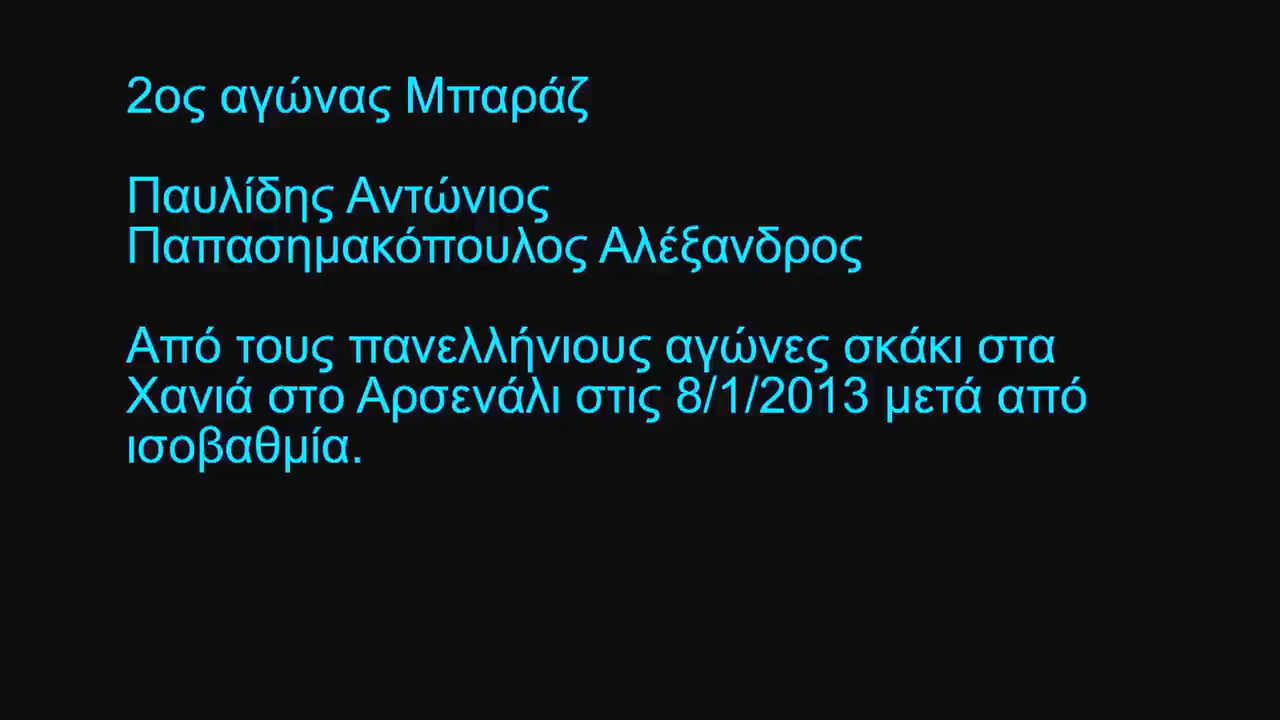 2ος αγώνας Μπαράζ
Παυλίδης Αντώνιος
Παπασημακόπουλος Αλέξανδρος
Από τους πανελλήνιους αγώνες σκάκι στα
Χανιά στο Αρσενάλι στις 8/1/2013 μετά από
ισοβαθμία.